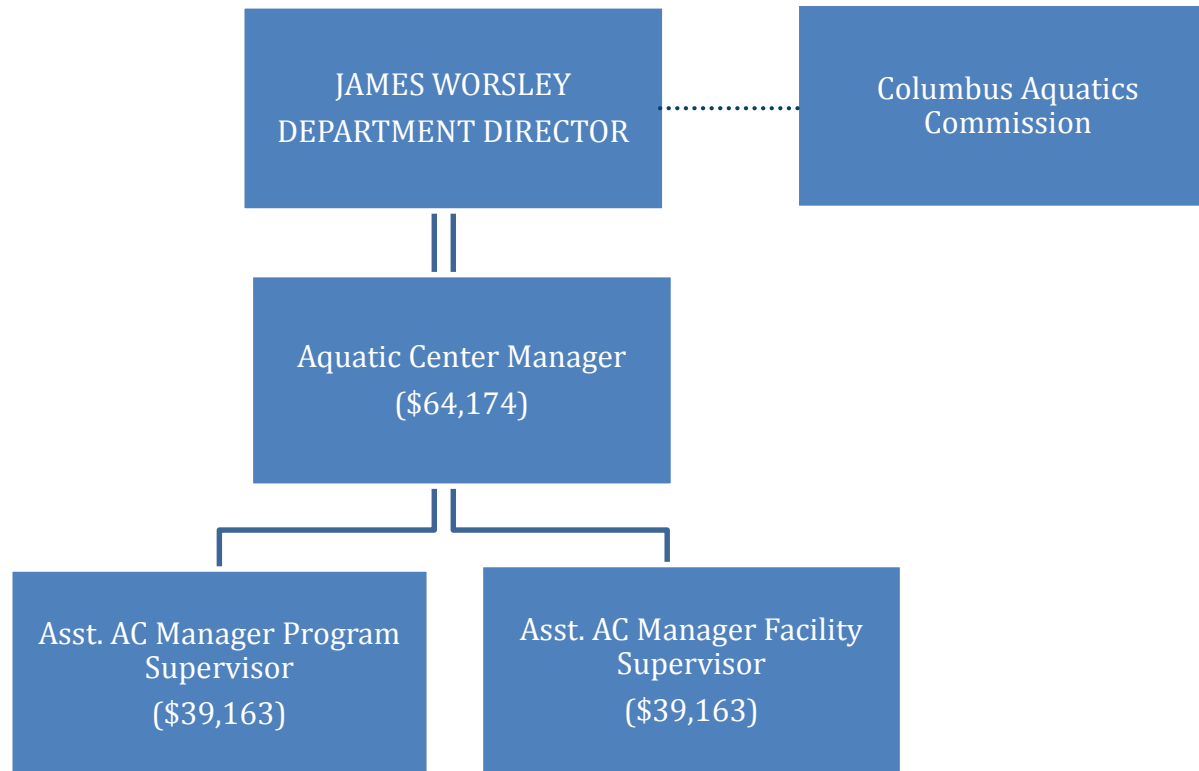 JAMES WORSLEY
DEPARTMENT DIRECTOR
Columbus Aquatics
Commission
Aquatic Center Manager
($64,174)
Asst. AC Manager Program
Supervisor
($39,163)
Asst. AC Manager Facility
Supervisor
($39,163)